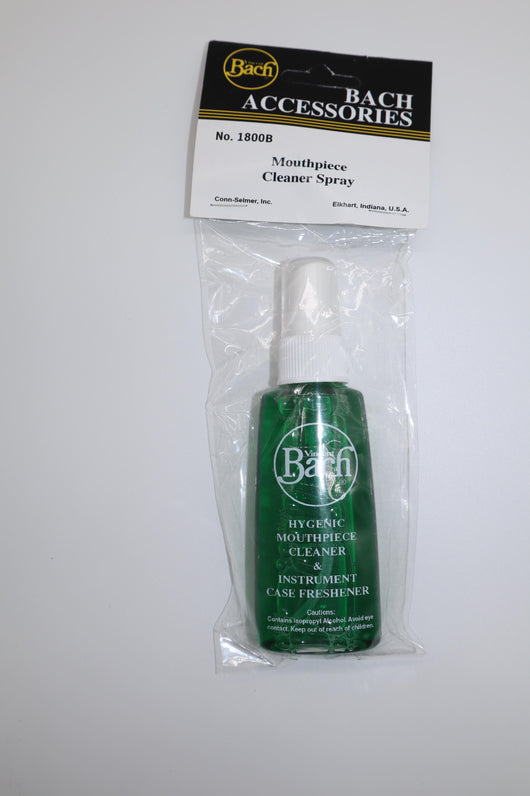 Vincent
Bach
BACH
ACCESSORIES
No. 1800B
Mouthpiece
Cleaner Spray
Conn-Selmer, Inc.
Elkhart, Indiana, U.S.A.
Vincent
Bach
HYGENIC
MOUTHPIECE
CLEANER
&
INSTRUMENT
CASE FRESHENER
Cautions:
Contains Isopropyl Alcohol. Avoid eye
contact. Keep out of reach of children.